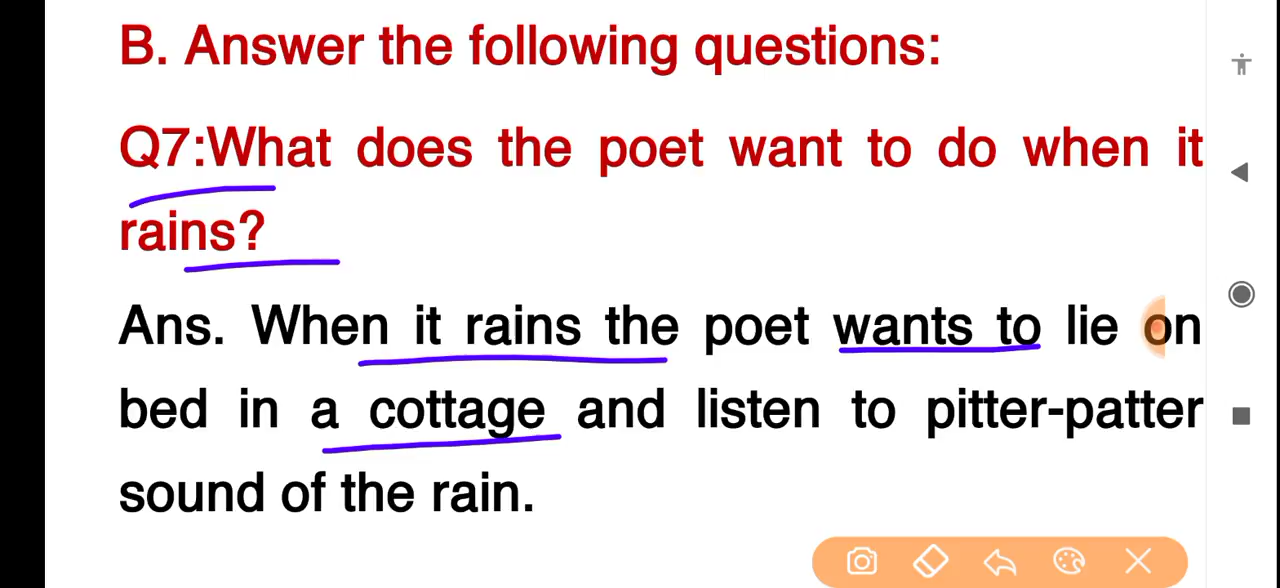 B. Answer the following questions:
Q7:What does the poet want to do when it
rains?
Ans. When it rains the poet wants to lie on
bed in a cottage and listen to pitter-patter
sound of the rain.